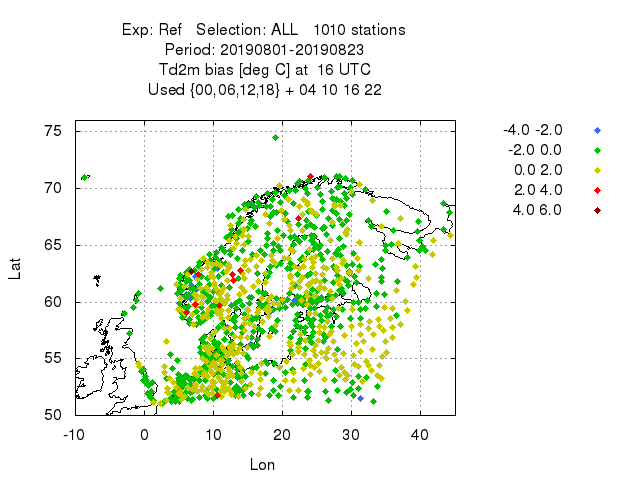 Exp: Ref   Selection: ALL   1010 stations
Period: 20190801-20190823
Td2m bias [deg C] at  16 UTC
Used {00,06,12,18} + 04 10 16 22
-4.0 -2.0
-2.0 0.0
0.0 2.0
2.0 4.0
4.0 6.0
75
70
65
60
55
50
Lat
-10 0 10 20 30 40
Lon